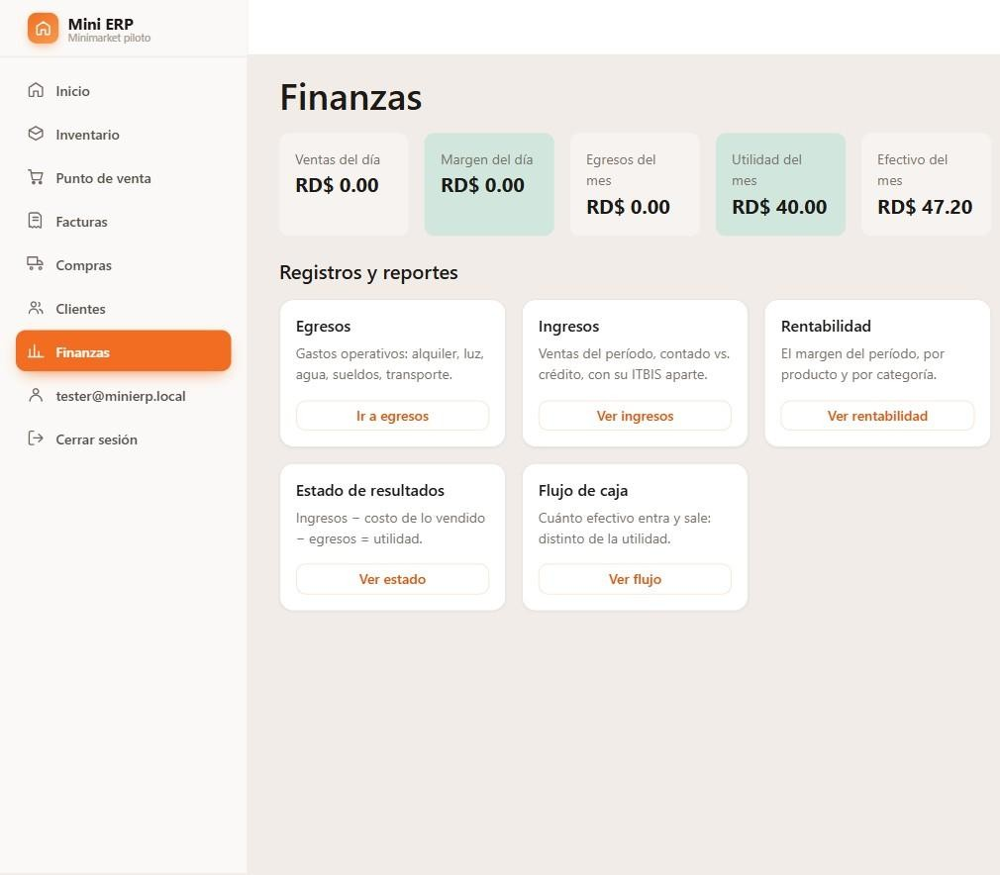 Mini ERP
Minimarket piloto
Inicio
Inventario
Punto de venta
Facturas
Compras
Clientes
Finanzas
tester@minierp.local
Cerrar sesión
Finanzas
Ventas del día
RD$ 0.00
Margen del día
RD$ 0.00
Egresos del
mes
RD$ 0.00
Utilidad del
mes
RD$ 40.00
Efectivo del
mes
RD$ 47.20
Registros y reportes
Egresos
Gastos operativos: alquiler, luz,
agua, sueldos, transporte.
Ir a egresos
Ingresos
Ventas del período, contado vs.
crédito, con su ITBIS aparte.
Ver ingresos
Rentabilidad
El margen del período, por
producto y por categoría.
Ver rentabilidad
Estado de resultados
Ingresos − costo de lo vendido
− egresos = utilidad.
Ver estado
Flujo de caja
Cuánto efectivo entra y sale:
distinto de la utilidad.
Ver flujo